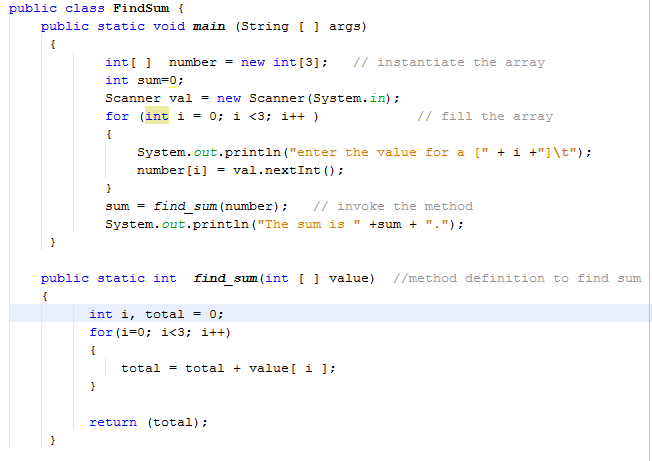 public class FindSum {
public static void main (String [ ] args)
{
int[ ]  number = new int[3];   // instantiate the array
int sum=0;
Scanner val = new Scanner(System.in);
for (int i = 0; i <3; i++ )            // fill the array
{
System.out.println("enter the value for a [" + i +"]\t");
number[i] = val.nextInt();
}
sum = find_sum(number);   // invoke the method
System.out.println("The sum is " +sum + ".");
}
public static int  find_sum(int [ ] value)  //method definition to find sum
{
int i, total = 0;
for(i=0; i<3; i++)
{
total = total + value[ i ];
}
return (total);
}